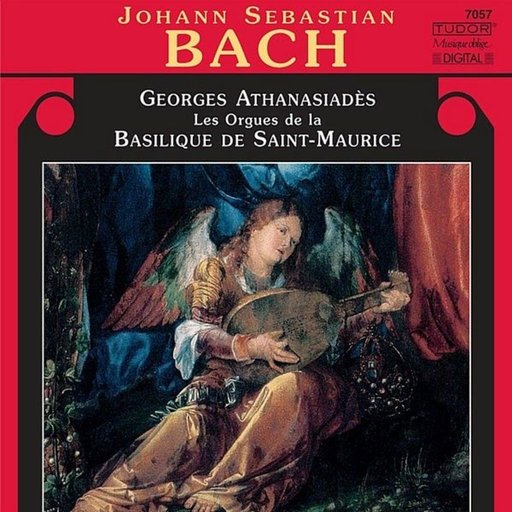 JOHANN SEBASTIAN
BACH
7057
TUDOR
Musique oblige
DIGITAL
GEORGES ATHANASIADÈS
Les Orgues de la
BASILIQUE DE SAINT-MAURICE